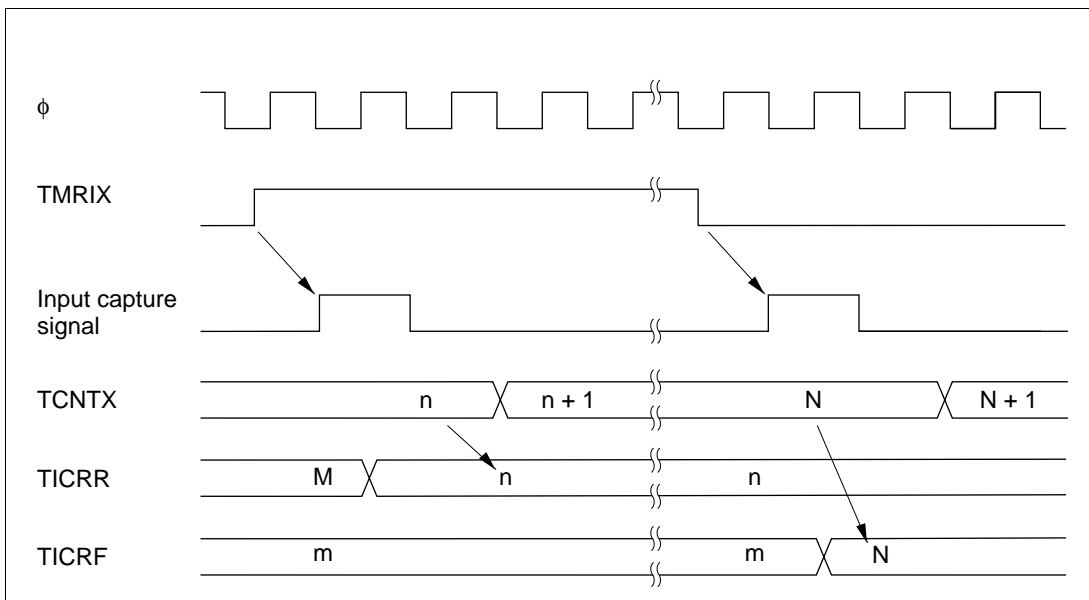 ϕ
TMRIX
Input capture
signal
TCNTX n n + 1 N N + 1
TICRR M n n
TICRF m m N